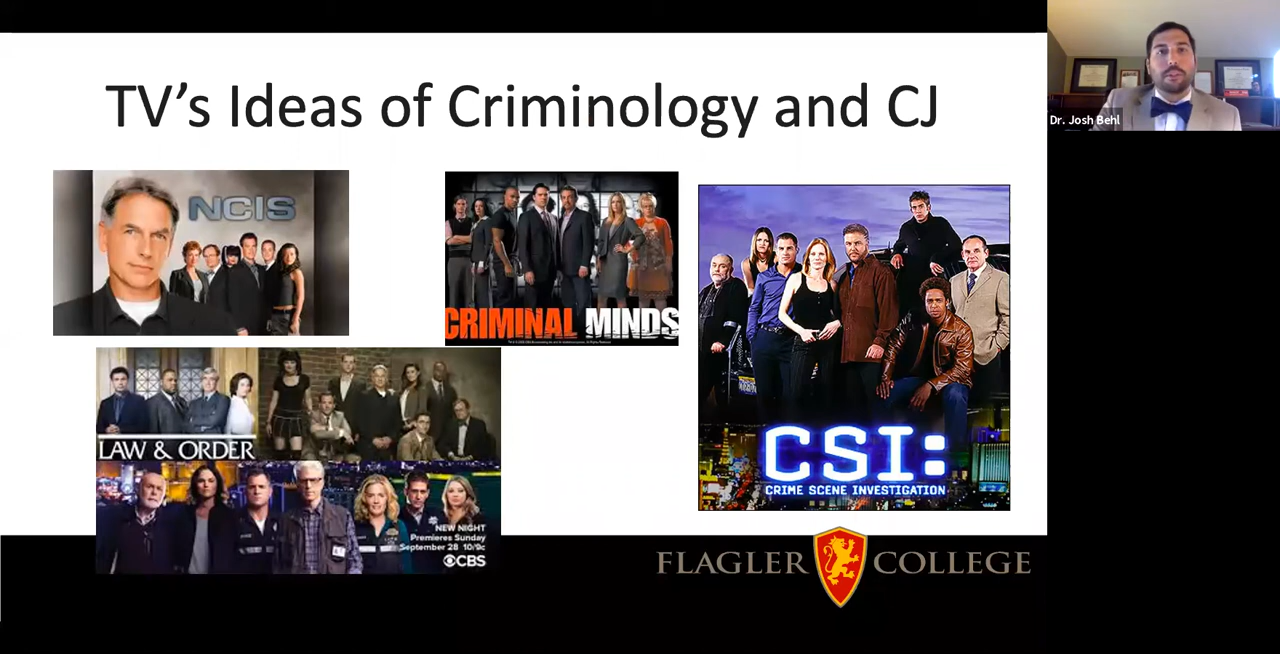 TV’s Ideas of Criminology and CJ
Dr. Josh Behl
NCIS
CRIMINAL MINDS
LAW & ORDER
NEW NIGHT
Premieres Sunday
September 28 10/9c
CBS
CSI:
CRIME SCENE INVESTIGATION
FLAGLER COLLEGE